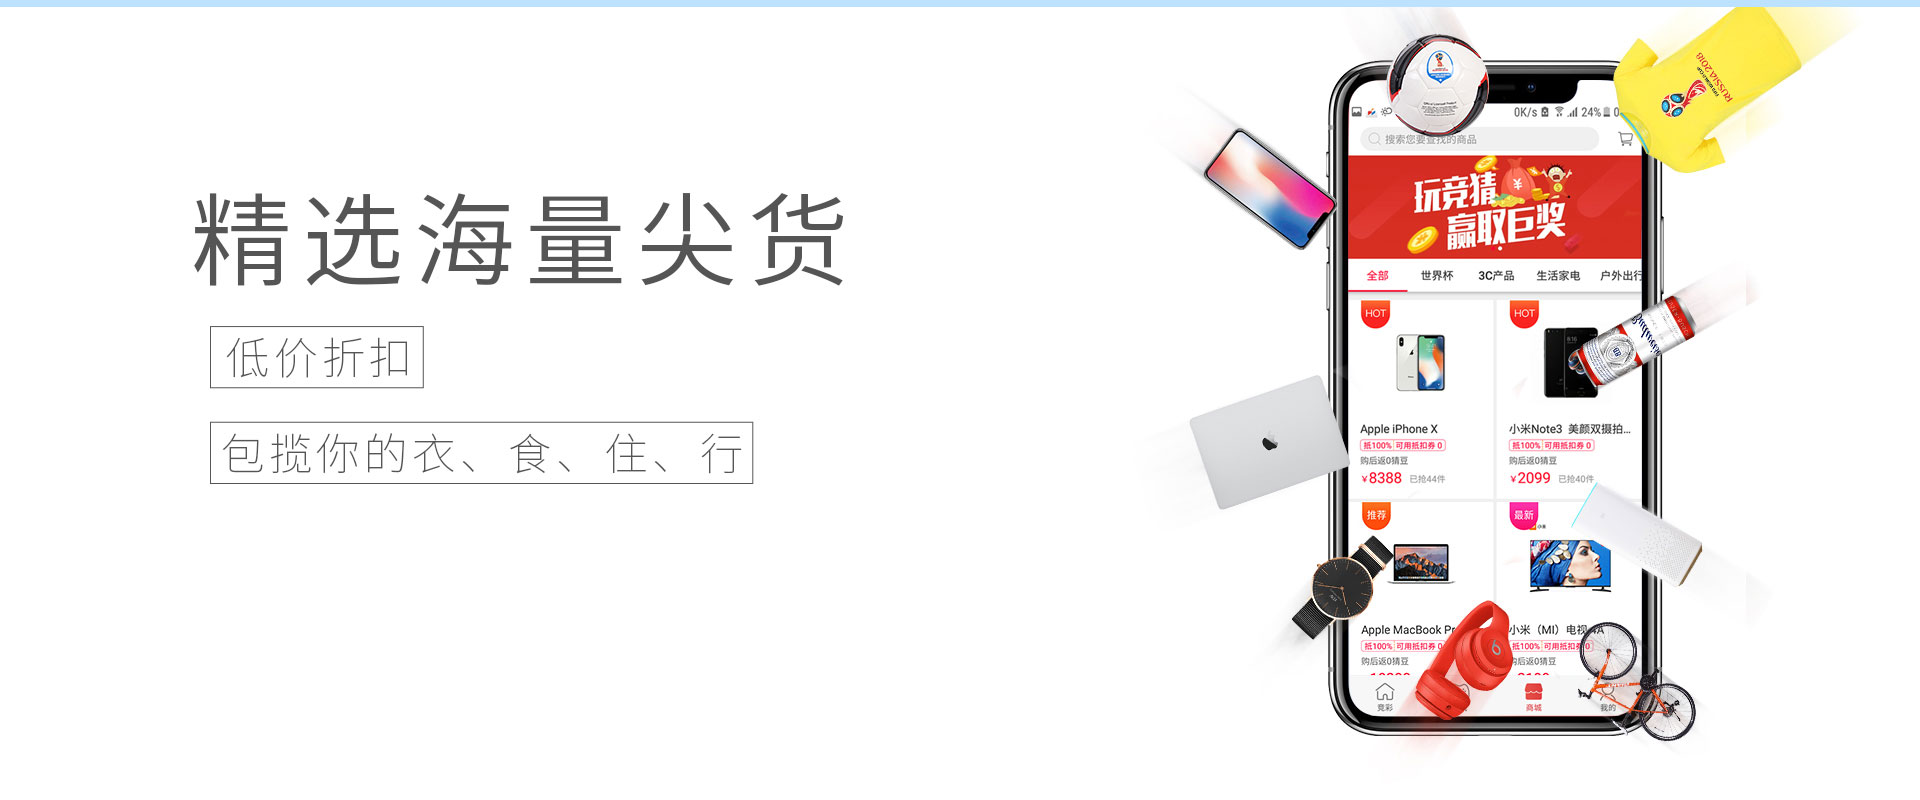 精选海量尖货
低价折扣
包揽你的衣、食、住、行
RUSSIA 2018
0K/s
24%
搜索您要查找的商品
玩竞猜
赢取巨奖
全部 世界杯 3C产品 生活家电 户外出行
HOT HOT
Apple iPhone X
抵100% 可用抵扣券 0
购后返0猜豆
¥8388 已抢44件
小米Note3 美颜双摄拍...
抵100% 可用抵扣券 0
购后返0猜豆
¥2099 已抢40件
推荐 最新
Apple MacBook Pr
抵100% 可用抵扣券 0
购后返0猜豆
小米（MI）电视4A
抵100% 可用抵扣券 0
购后返0猜豆
竞彩 商城 我的